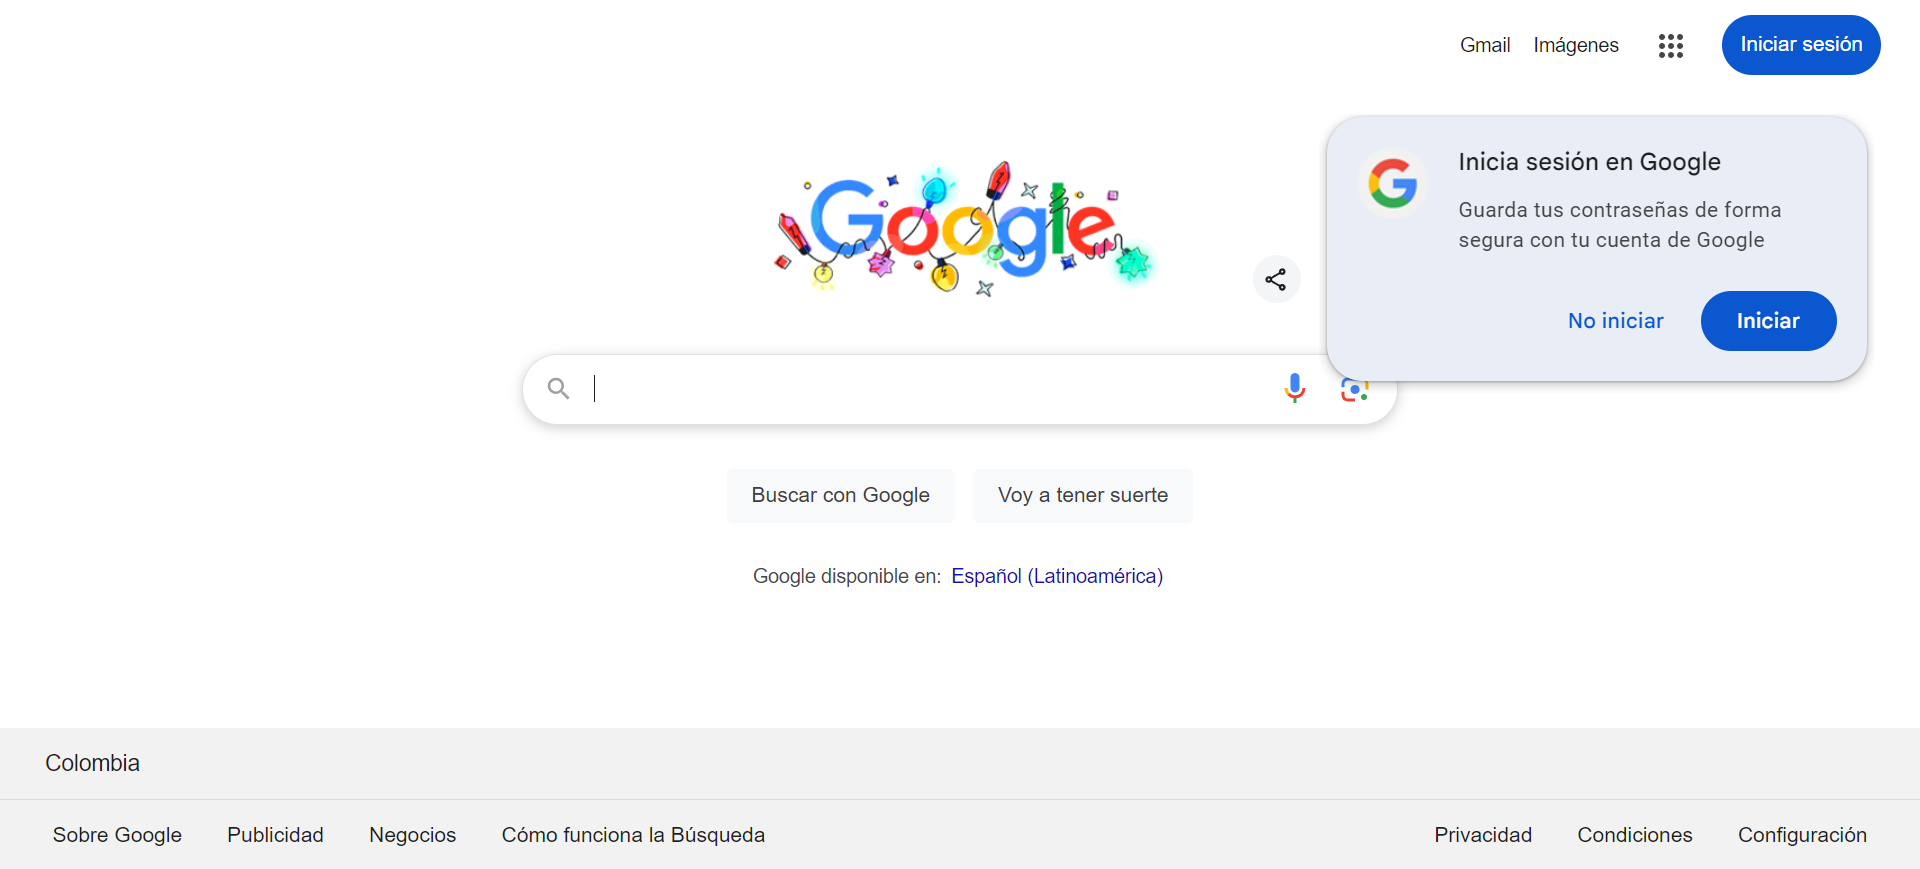 Gmail
Imágenes
Iniciar sesión
Google
Inicia sesión en Google
Guarda tus contraseñas de forma
segura con tu cuenta de Google
No iniciar
Iniciar
Buscar con Google
Voy a tener suerte
Google disponible en: Español (Latinoamérica)
Colombia
Sobre Google
Publicidad
Negocios
Cómo funciona la Búsqueda
Privacidad
Condiciones
Configuración